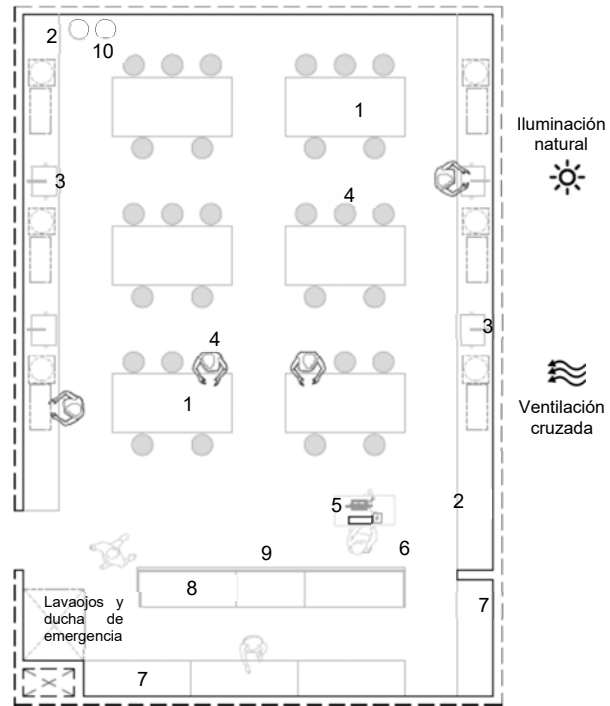 2
10
1
Iluminación
natural
3
4
3
4
Ventilación
cruzada
1
5
2
9
6
8
Lavaojos y
ducha de
emergencia
7
7